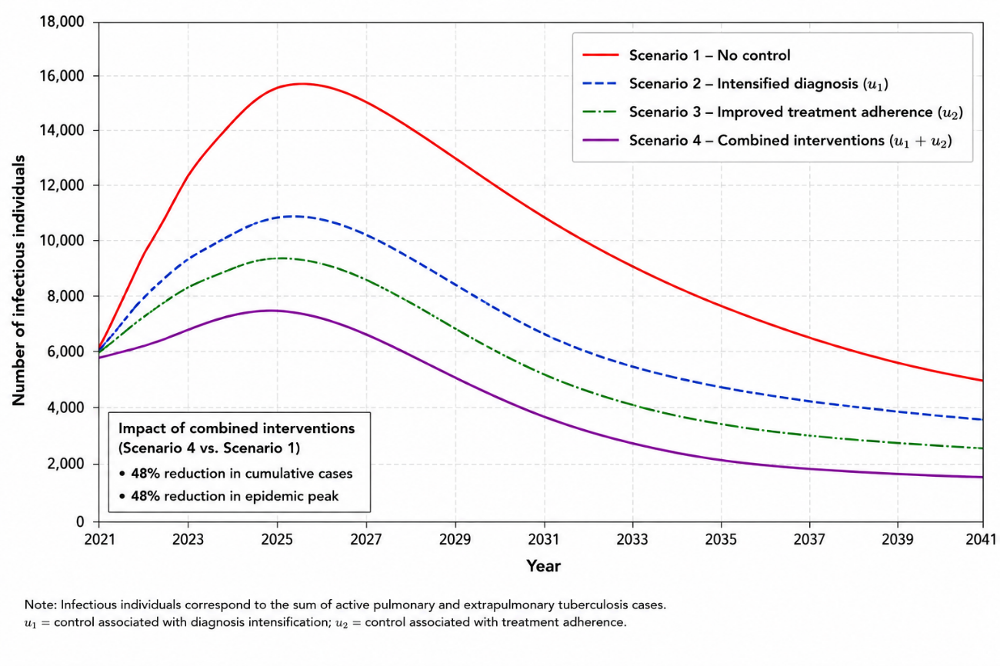 18,000
16,000
14,000
12,000
10,000
8,000
6,000
4,000
2,000
0
Number of infectious individuals
Scenario 1 – No control
Scenario 2 – Intensified diagnosis (u₁)
Scenario 3 – Improved treatment adherence (u₂)
Scenario 4 – Combined interventions (u₁ + u₂)
Impact of combined interventions
(Scenario 4 vs. Scenario 1)
• 48% reduction in cumulative cases
• 48% reduction in epidemic peak
2021 2023 2025 2027 2029 2031 2033 2035 2037 2039 2041
Year
Note: Infectious individuals correspond to the sum of active pulmonary and extrapulmonary tuberculosis cases.
u₁ = control associated with diagnosis intensification; u₂ = control associated with treatment adherence.